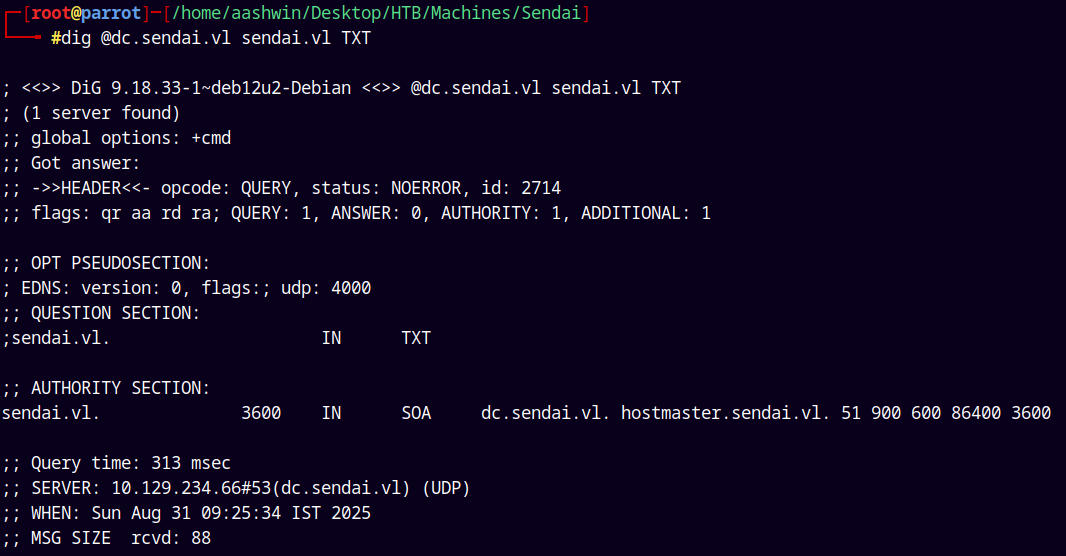 ┌─[root@parrot]─[/home/aashwin/Desktop/HTB/Machines/Sendai]
└──╼ #dig @dc.sendai.vl sendai.vl TXT
; <<>> DiG 9.18.33-1~deb12u2-Debian <<>> @dc.sendai.vl sendai.vl TXT
; (1 server found)
;; global options: +cmd
;; Got answer:
;; ->>HEADER<<- opcode: QUERY, status: NOERROR, id: 2714
;; flags: qr aa rd ra; QUERY: 1, ANSWER: 0, AUTHORITY: 1, ADDITIONAL: 1
;; OPT PSEUDOSECTION:
; EDNS: version: 0, flags:; udp: 4000
;; QUESTION SECTION:
;sendai.vl. IN TXT
;; AUTHORITY SECTION:
sendai.vl. 3600 IN SOA dc.sendai.vl. hostmaster.sendai.vl. 51 900 600 86400 3600
;; Query time: 313 msec
;; SERVER: 10.129.234.66#53(dc.sendai.vl) (UDP)
;; WHEN: Sun Aug 31 09:25:34 IST 2025
;; MSG SIZE rcvd: 88